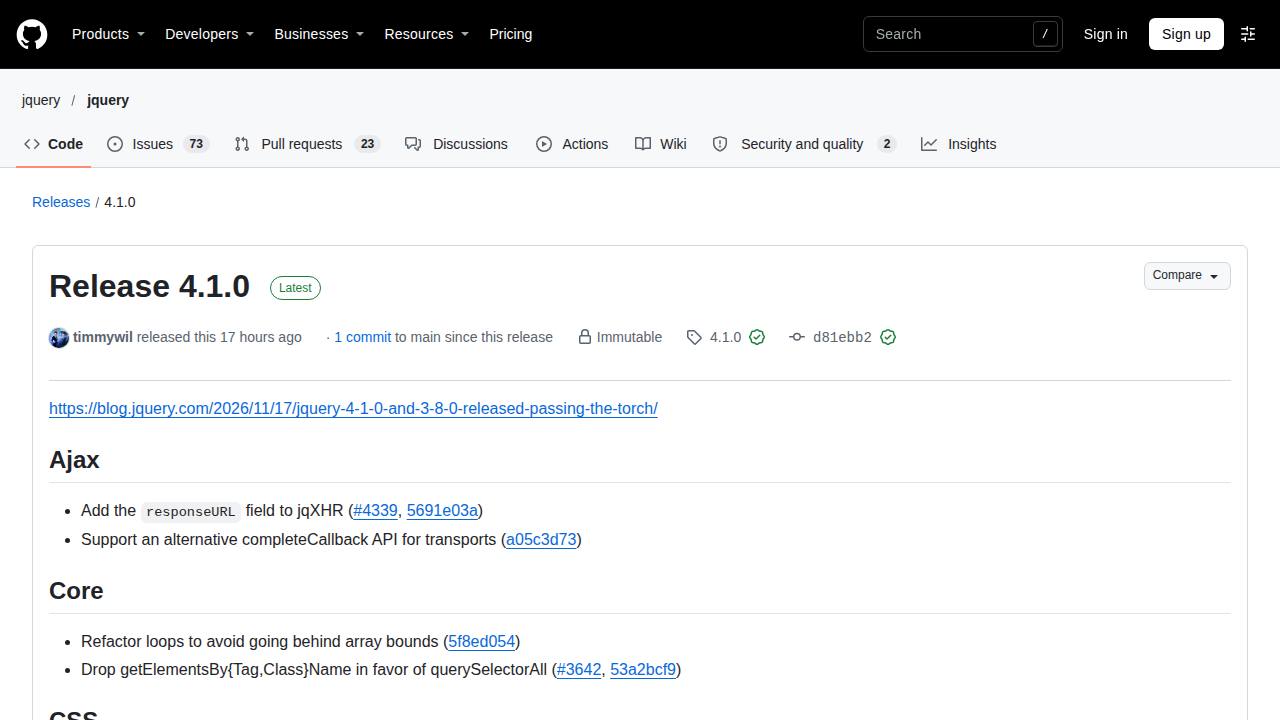 Products Developers Businesses Resources Pricing Search / Sign in Sign up
jquery / jquery
Code Issues 73 Pull requests 23 Discussions Actions Wiki Security and quality 2 Insights
Releases / 4.1.0
Release 4.1.0 Latest Compare
timmywil released this 17 hours ago · 1 commit to main since this release Immutable 4.1.0 d81ebb2
https://blog.jquery.com/2026/11/17/jquery-4-1-0-and-3-8-0-released-passing-the-torch/
Ajax
• Add the responseURL field to jqXHR (#4339, 5691e03a)
• Support an alternative completeCallback API for transports (a05c3d73)
Core
• Refactor loops to avoid going behind array bounds (5f8ed054)
• Drop getElementsBy{Tag,Class}Name in favor of querySelectorAll (#3642, 53a2bcf9)
CSS